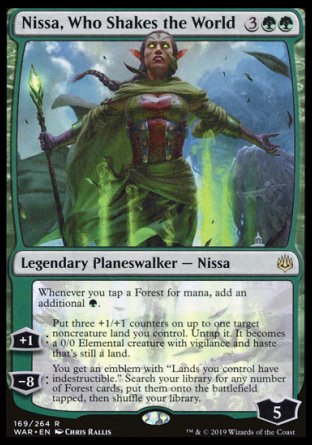 Nissa, Who Shakes the World 3
Legendary Planeswalker — Nissa
Whenever you tap a Forest for mana, add an
additional .
+1
Put three +1/+1 counters on up to one target
noncreature land you control. Untap it. It becomes
a 0/0 Elemental creature with vigilance and haste
that's still a land.
−8
You get an emblem with “Lands you control have
indestructible.” Search your library for any
number of Forest cards, put them onto the battlefield
tapped, then shuffle your library.
5
169/264 R
WAR • EN Chris Rallis
™ & © 2019 Wizards of the Coast